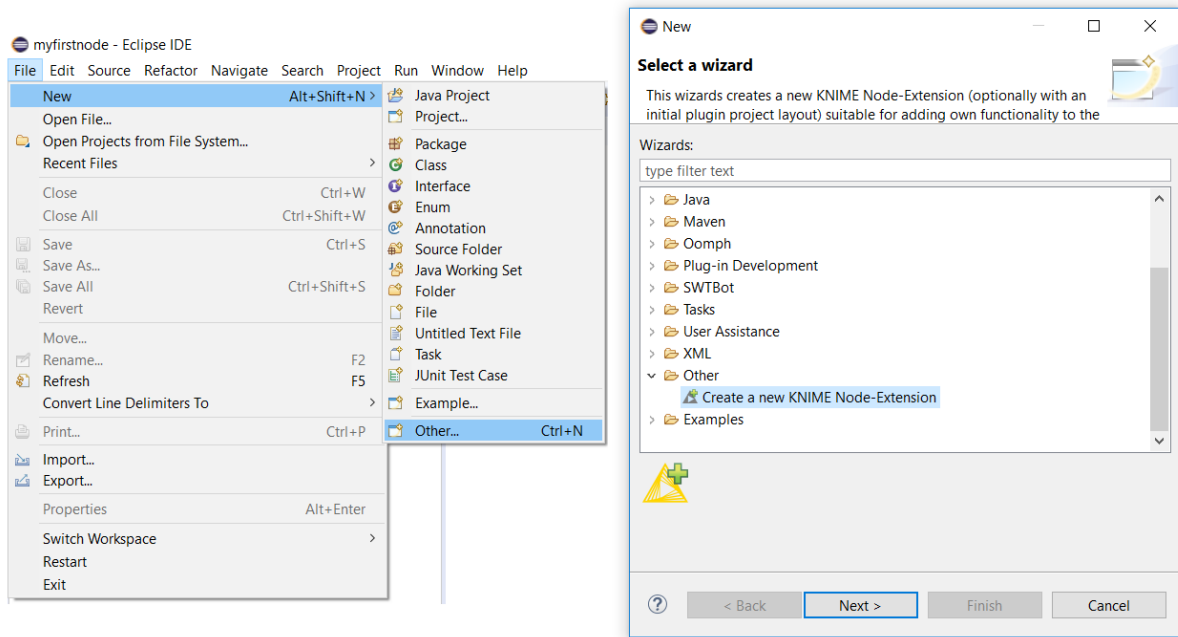 myfirstnode - Eclipse IDE
File Edit Source Refactor Navigate Search Project Run Window Help
New Alt+Shift+N >
Open File...
Open Projects from File System...
Recent Files >
Close Ctrl+W
Close All Ctrl+Shift+W
Save Ctrl+S
Save As...
Save All Ctrl+Shift+S
Revert
Move...
Rename... F2
Refresh F5
Convert Line Delimiters To >
Print... Ctrl+P
Import...
Export...
Properties Alt+Enter
Switch Workspace >
Restart
Exit
Java Project
Project...
Package
Class
Interface
Enum
Annotation
Source Folder
Java Working Set
Folder
File
Untitled Text File
Task
JUnit Test Case
Example...
Other... Ctrl+N
New
Select a wizard
This wizards creates a new KNIME Node-Extension (optionally with an
initial plugin project layout) suitable for adding own functionality to the
Wizards:
type filter text
> Java
> Maven
> Oomph
> Plug-in Development
> SWTBot
> Tasks
> User Assistance
> XML
Other
Create a new KNIME Node-Extension
> Examples
? < Back Next > Finish Cancel